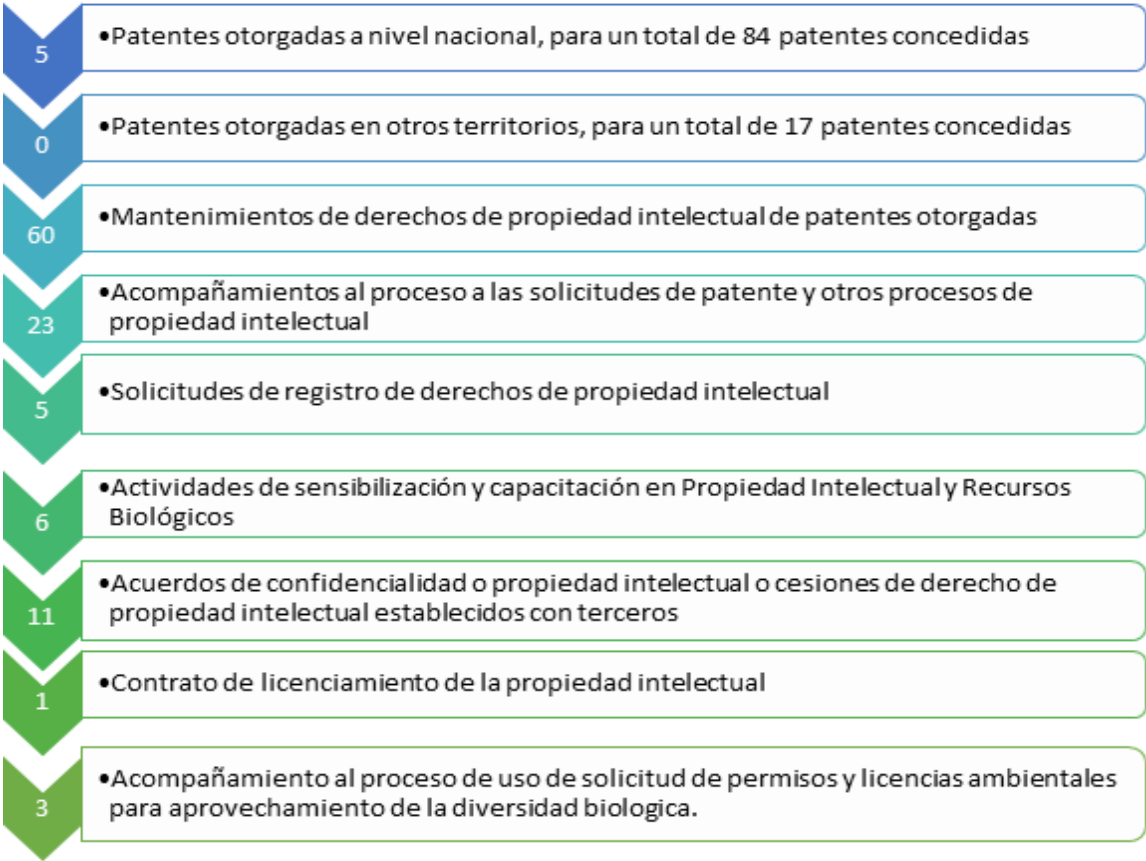 5
•Patentes otorgadas a nivel nacional, para un total de 84 patentes concedidas
0
•Patentes otorgadas en otros territorios, para un total de 17 patentes concedidas
60
•Mantenimientos de derechos de propiedad intelectual de patentes otorgadas
23
•Acompañamientos al proceso a las solicitudes de patente y otros procesos de
propiedad intelectual
5
•Solicitudes de registro de derechos de propiedad intelectual
6
•Actividades de sensibilización y capacitación en Propiedad Intelectual y Recursos
Biológicos
11
•Acuerdos de confidencialidad o propiedad intelectual o cesiones de derecho de
propiedad intelectual establecidos con terceros
1
•Contrato de licenciamiento de la propiedad intelectual
3
•Acompañamiento al proceso de uso de solicitud de permisos y licencias ambientales
para aprovechamiento de la diversidad biologica.